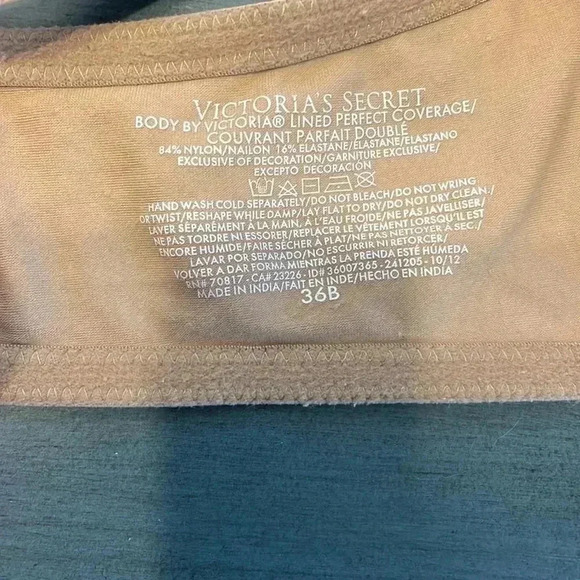 VICTORIA'S SECRET
BODY BY VICTORIA® LINED PERFECT COVERAGE/
COUVRANT PARFAIT DOUBLÉ
84% NYLON/NAILON 16% ELASTANE/ELASTANE/ELASTANO
EXCLUSIVE OF DECORATION/GARNITURE EXCLUSIVE/
EXCEPTO DECORACIÓN
HAND WASH COLD SEPARATELY/DO NOT BLEACH/DO NOT WRING
OR TWIST/RESHAPE WHILE DAMP/LAY FLAT TO DRY/DO NOT DRY CLEAN./
LAVER SÉPARÉMENT À LA MAIN, À L'EAU FROIDE/NE PAS JAVELLISER/
NE PAS TORDRE NI ESSORER/REPLACER LE VÊTEMENT LORSQU'IL EST
ENCORE HUMIDE/FAIRE SÉCHER À PLAT/NE PAS NETTOYER À SEC./
LAVAR POR SEPARADO/NO ESCURRIR NI RETORCER/
VOLVER A DAR FORMA MIENTRAS LA PRENDA ESTÉ HÚMEDA
RN# 70817 - CA# 23226 - ID# 36007365 - 241205 - 10/12
MADE IN INDIA/FAIT EN INDE/HECHO EN INDIA
36B